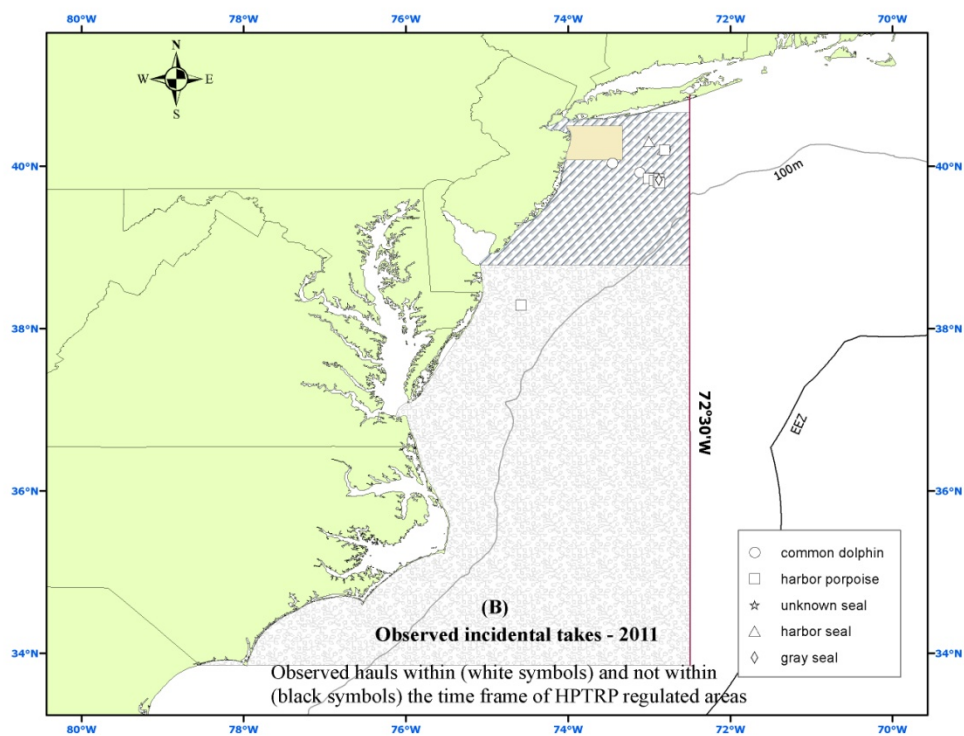 80°W 78°W 76°W 74°W 72°W 70°W
N
W E
S
40°N 40°N
100m
38°N 38°N
72°30'W
EEZ
36°N 36°N
common dolphin
harbor porpoise
unknown seal
harbor seal
gray seal
(B)
Observed incidental takes - 2011
34°N 34°N
Observed hauls within (white symbols) and not within
(black symbols) the time frame of HPTRP regulated areas
80°W 78°W 76°W 74°W 72°W 70°W